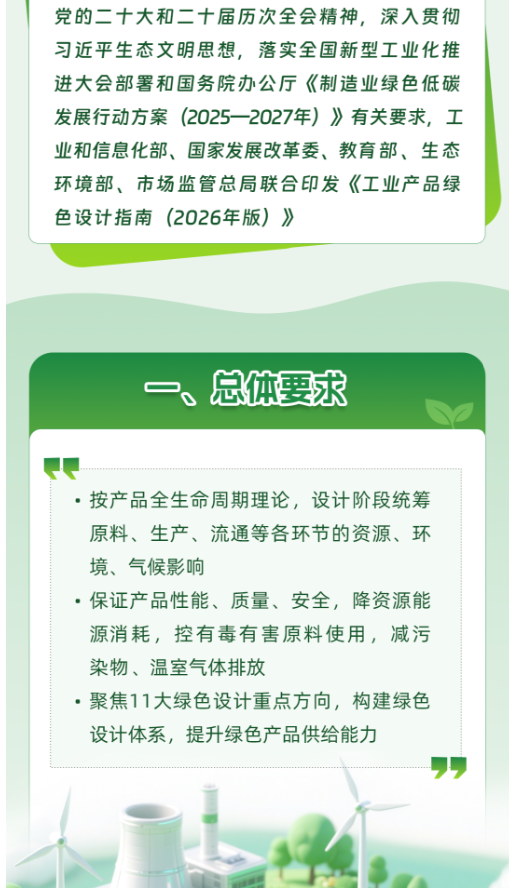 党的二十大和二十届历次全会精神，深入贯彻
习近平生态文明思想，落实全国新型工业化推
进大会部署和国务院办公厅《制造业绿色低碳
发展行动方案（2025—2027年）》有关要求，工
业和信息化部、国家发展改革委、教育部、生态
环境部、市场监管总局联合印发《工业产品绿
色设计指南（2026年版）》
一、总体要求
• 按产品全生命周期理论，设计阶段统筹
原料、生产、流通等各环节的资源、环
境、气候影响
• 保证产品性能、质量、安全，降资源能
源消耗，控有毒有害原料使用，减污
染物、温室气体排放
• 聚焦11大绿色设计重点方向，构建绿色
设计体系，提升绿色产品供给能力